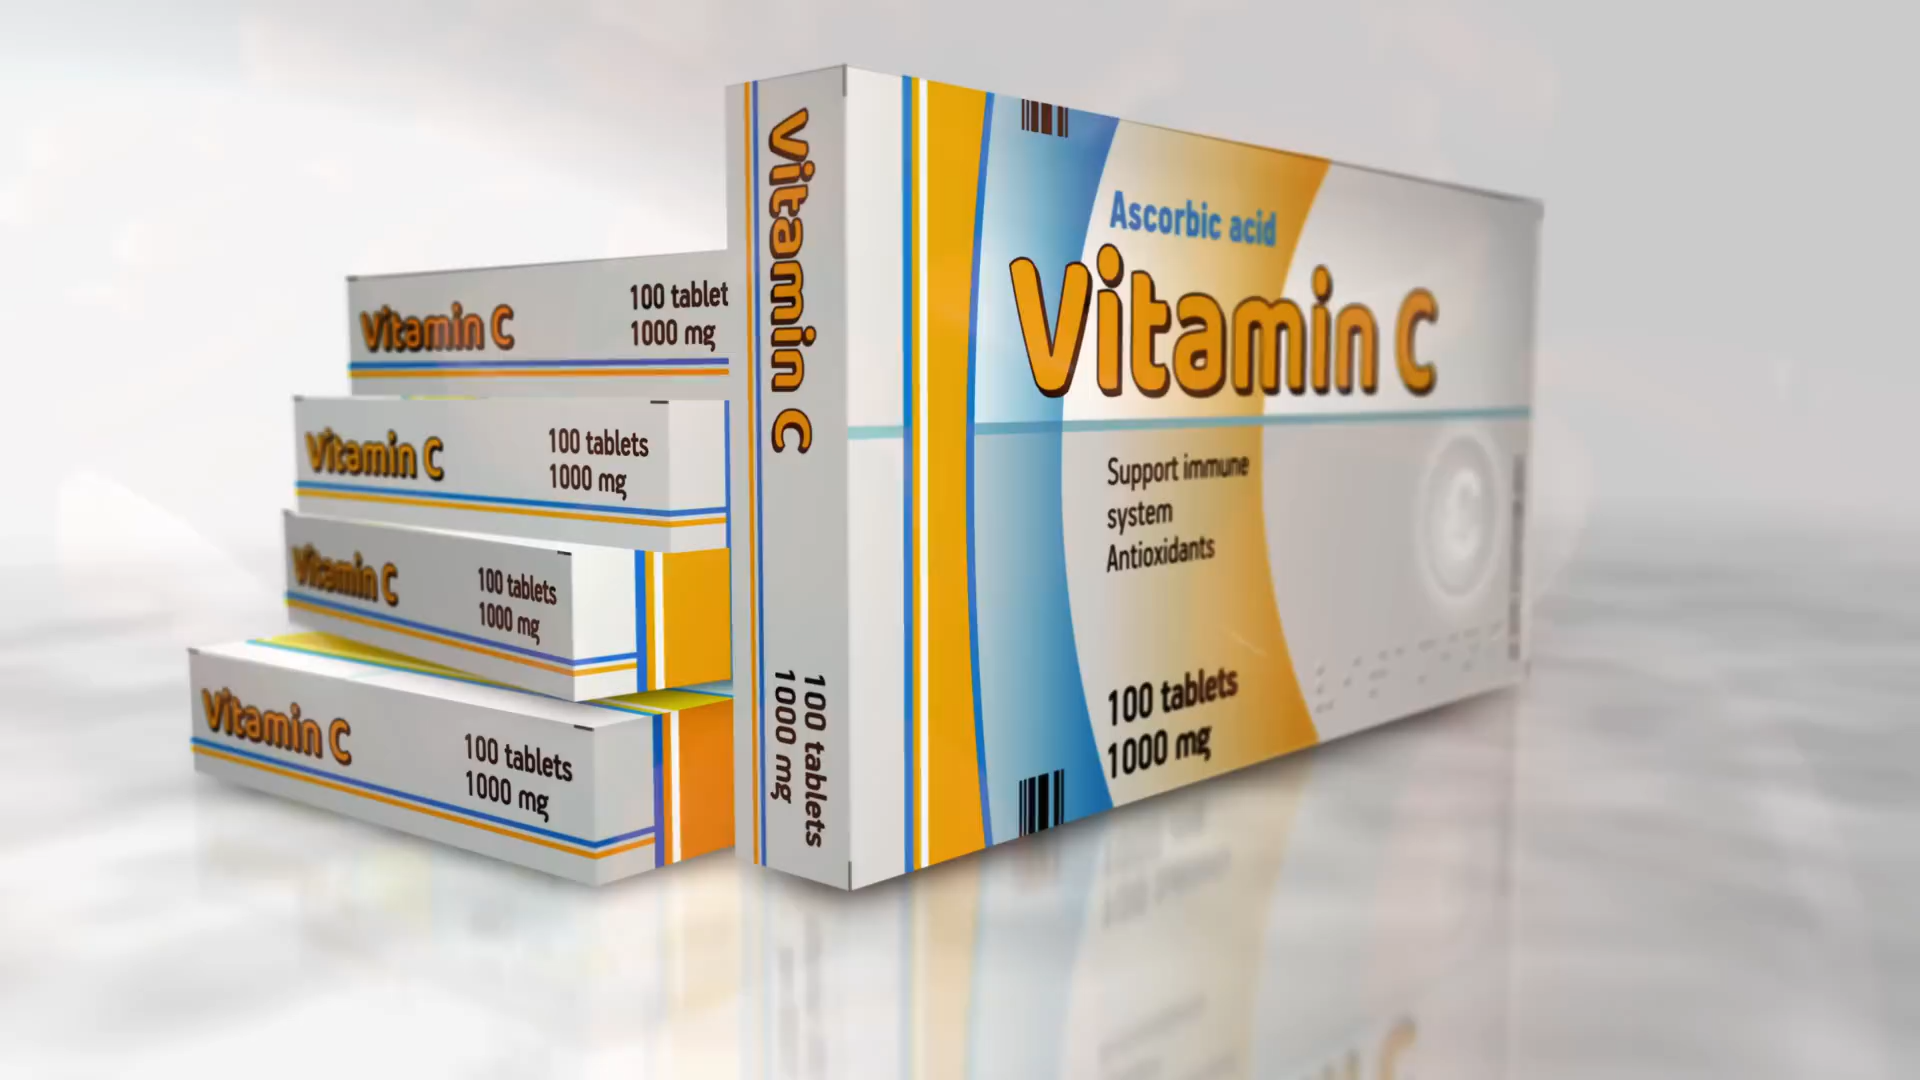 Vitamin C
100 tablet
1000 mg
Vitamin C
100 tablets
1000 mg
Vitamin C
100 tablets
1000 mg
Vitamin C
100 tablets
1000 mg
Vitamin C
100 tablets
1000 mg
Ascorbic acid
Vitamin C
Support immune
system
Antioxidants
100 tablets
1000 mg
C